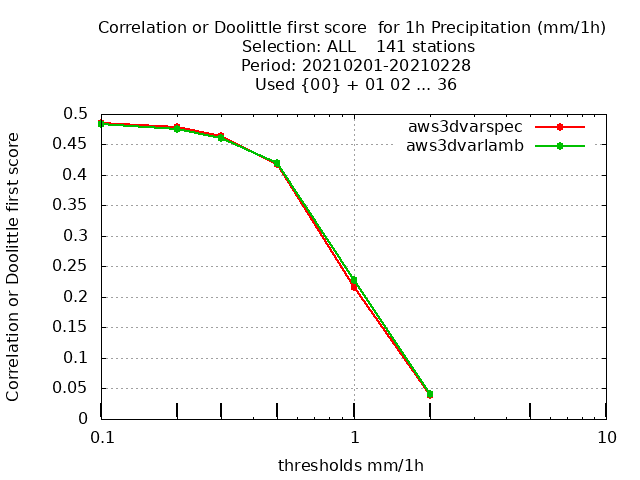 Correlation or Doolittle first score  for 1h Precipitation (mm/1h)
Selection: ALL    141 stations
Period: 20210201-20210228
Used {00} + 01 02 ... 36
aws3dvarspec
aws3dvarlamb
Correlation or Doolittle first score
0.5
0.45
0.4
0.35
0.3
0.25
0.2
0.15
0.1
0.05
0
0.1
1
10
thresholds mm/1h